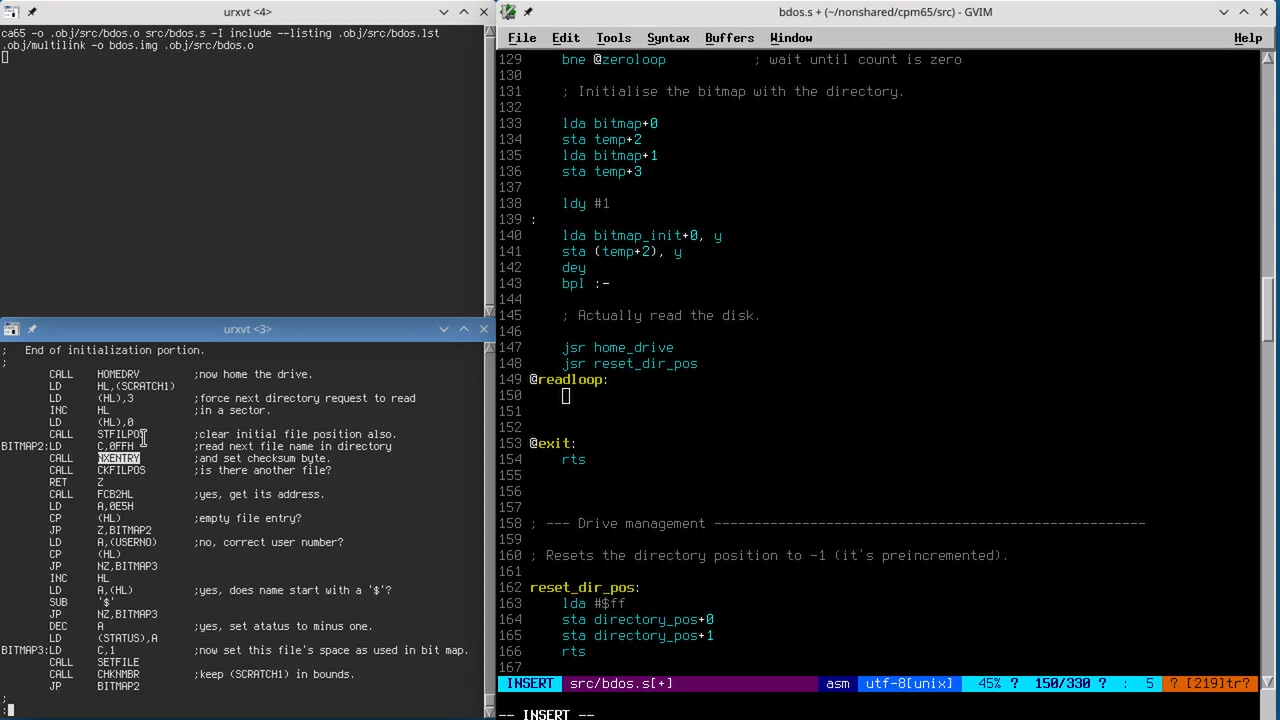 urxvt <4>
ca65 -o .obj/src/bdos.o src/bdos.s -I include --listing .obj/src/bdos.lst
.obj/multilink -o bdos.img .obj/src/bdos.o
urxvt <3>
;   End of initialization portion.
;
CALL    HOMEDRV         ;now home the drive.
LD      HL,(SCRATCH1)
LD      (HL),3          ;force next directory request to read
INC     HL              ;in a sector.
LD      (HL),0
CALL    STFILPOS        ;clear initial file position also.
BITMAP2:LD      C,0FFH          ;read next file name in directory
CALL    NXENTRY         ;and set checksum byte.
CALL    CKFILPOS        ;is there another file?
RET     Z
CALL    FCB2HL          ;yes, get its address.
LD      A,0E5H
CP      (HL)            ;empty file entry?
JP      Z,BITMAP2
LD      A,(USERNO)      ;no, correct user number?
CP      (HL)
JP      NZ,BITMAP3
INC     HL
LD      A,(HL)          ;yes, does name start with a '$'?
SUB     '$'
JP      NZ,BITMAP3
DEC     A               ;yes, set atatus to minus one.
LD      (STATUS),A
BITMAP3:LD      C,1             ;now set this file's space as used in bit map.
CALL    SETFILE
CALL    CHKNMBR         ;keep (SCRATCH1) in bounds.
JP      BITMAP2
;
:
bdos.s + (~/nonshared/cpm65/src) - GVIM
File Edit Tools Syntax Buffers Window Help
129     bne @zeroloop           ; wait until count is zero
130
131     ; Initialise the bitmap with the directory.
132
133     lda bitmap+0
134     sta temp+2
135     lda bitmap+1
136     sta temp+3
137
138     ldy #1
139 :
140     lda bitmap_init+0, y
141     sta (temp+2), y
142     dey
143     bpl :-
144
145     ; Actually read the disk.
146
147     jsr home_drive
148     jsr reset_dir_pos
149 @readloop:
150
151
152
153 @exit:
154     rts
155
156
157
158 ; --- Drive management ------------------------------------------------------
159
160 ; Resets the directory position to -1 (it's preincremented).
161
162 reset_dir_pos:
163     lda #$ff
164     sta directory_pos+0
165     sta directory_pos+1
166     rts
167
INSERT src/bdos.s[+] asm utf-8[unix] 45% ? 150/330 ? : 5 ? [219]tr?
-- INSERT --